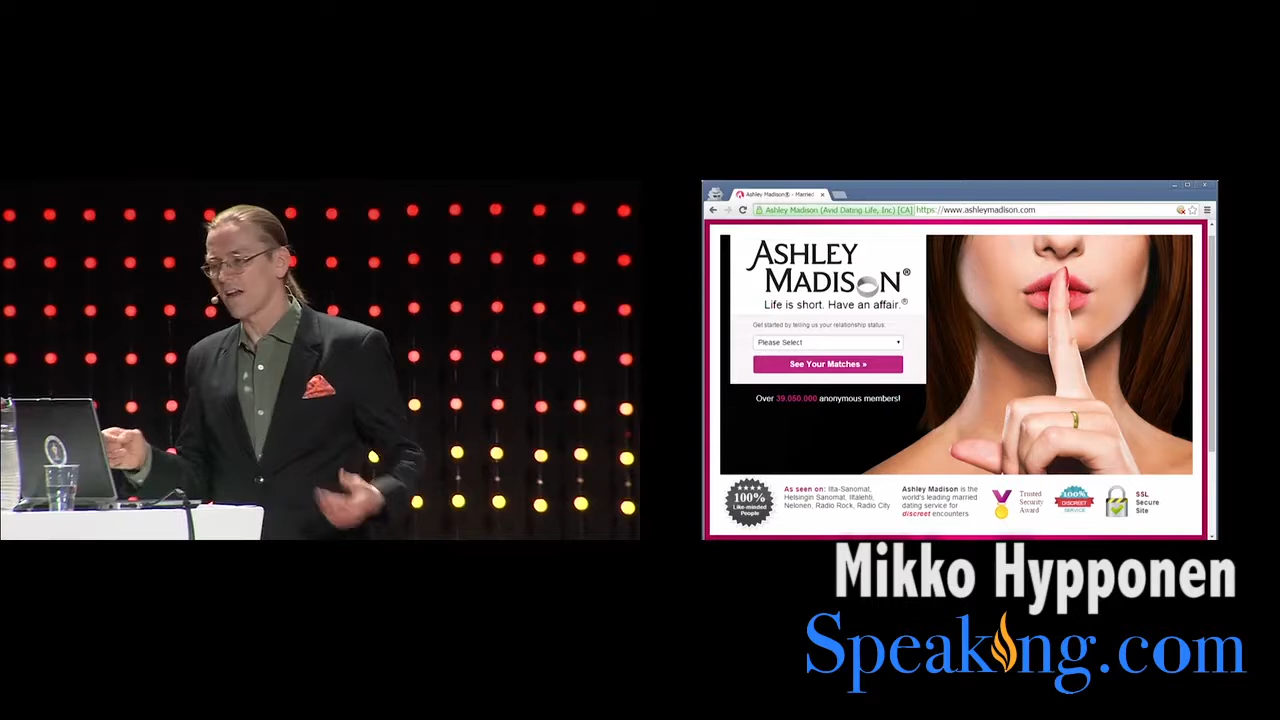 Ashley Madison® - Married
Ashley Madison (Avid Dating Life, Inc) [CA] https://www.ashleymadison.com
ASHLEY
MADISON®
Life is short. Have an affair.®
Get started by telling us your relationship status:
Please Select
See Your Matches »
Over 39.050.000 anonymous members!
100%
Like-minded
People
As seen on: Ilta-Sanomat,
Helsingin Sanomat, Iltalehti,
Nelonen, Radio Rock, Radio City
Ashley Madison is the
world's leading married
dating service for
discreet encounters
Trusted
Security
Award
100%
DISCREET
SERVICE
SSL
Secure
Site
Mikko Hypponen
Speaking.com